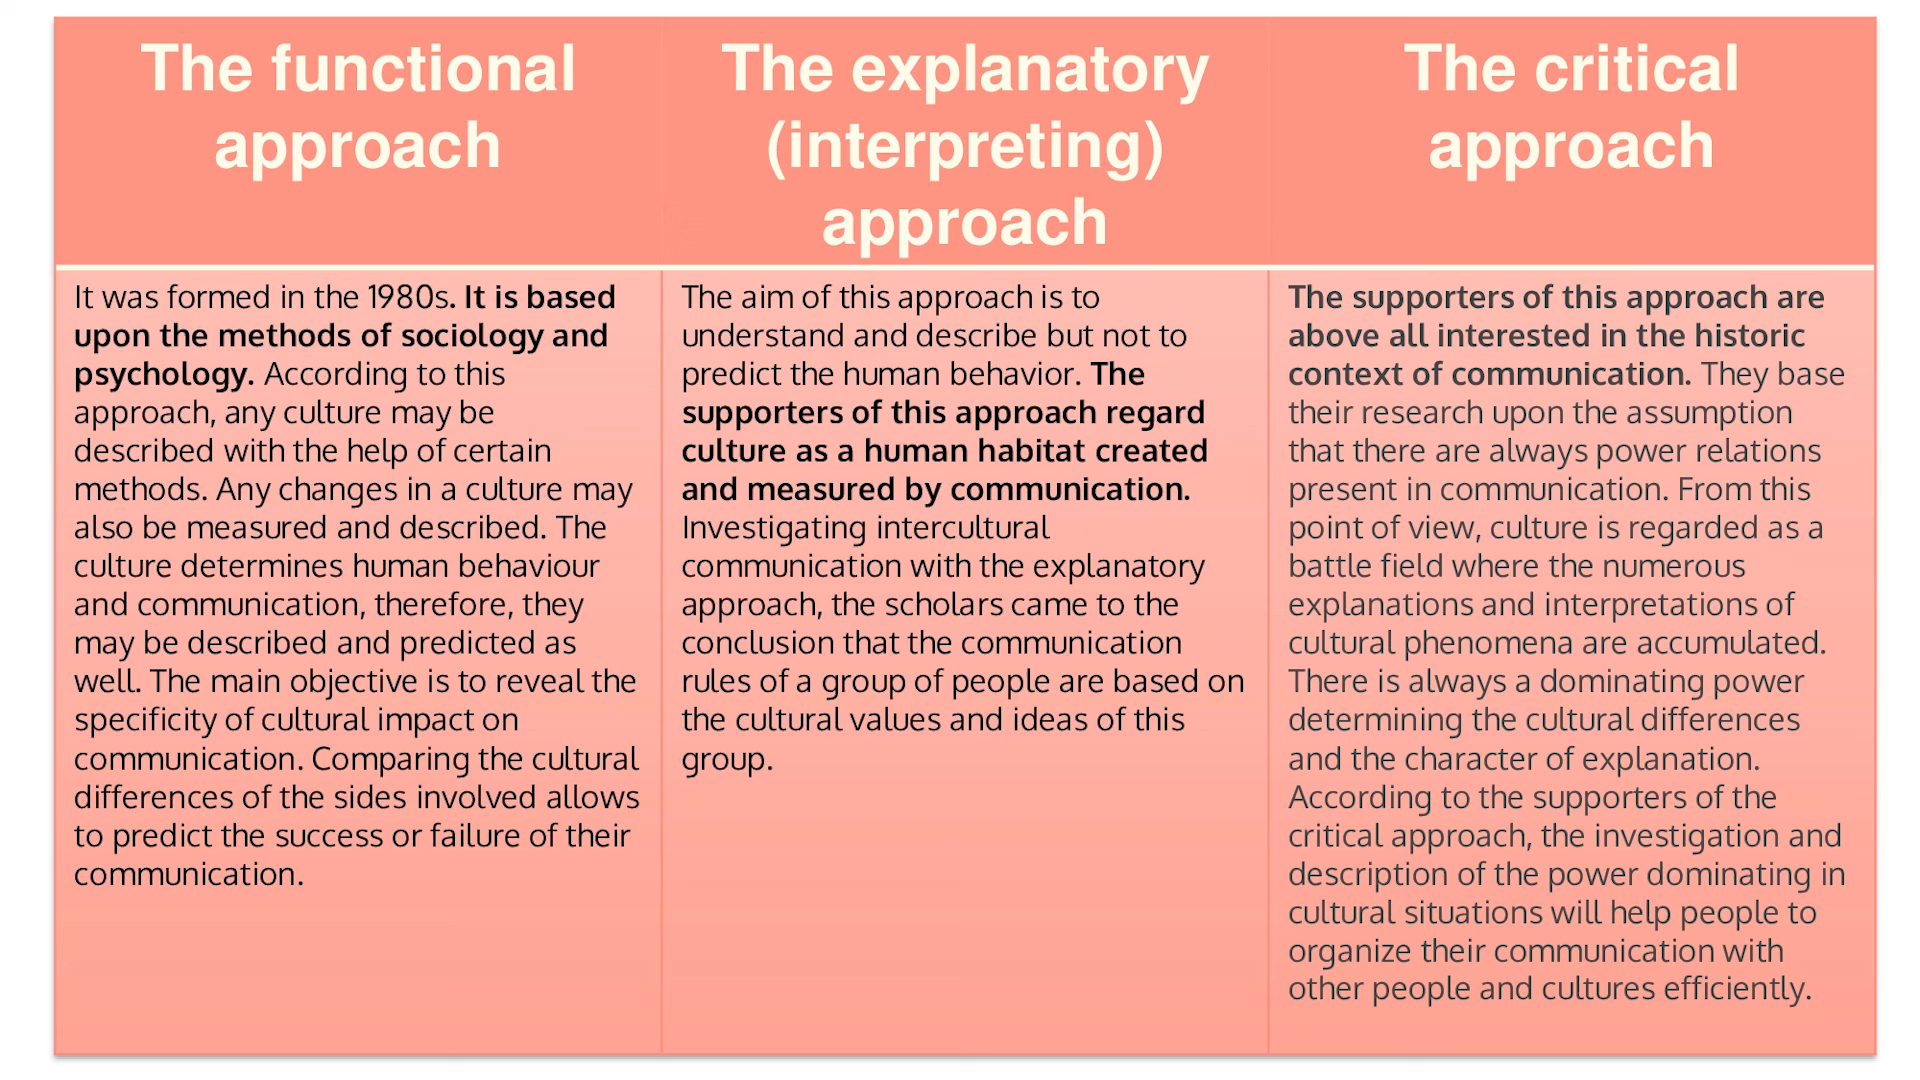 The functional
approach
It was formed in the 1980s. It is based
upon the methods of sociology and
psychology. According to this
approach, any culture may be
described with the help of certain
methods. Any changes in a culture may
also be measured and described. The
culture determines human behaviour
and communication, therefore, they
may be described and predicted as
well. The main objective is to reveal the
specificity of cultural impact on
communication. Comparing the cultural
differences of the sides involved allows
to predict the success or failure of their
communication.
The explanatory
(interpreting)
approach
The aim of this approach is to
understand and describe but not to
predict the human behavior. The
supporters of this approach regard
culture as a human habitat created
and measured by communication.
Investigating intercultural
communication with the explanatory
approach, the scholars came to the
conclusion that the communication
rules of a group of people are based on
the cultural values and ideas of this
group.
The critical
approach
The supporters of this approach are
above all interested in the historic
context of communication. They base
their research upon the assumption
that there are always power relations
present in communication. From this
point of view, culture is regarded as a
battle field where the numerous
explanations and interpretations of
cultural phenomena are accumulated.
There is always a dominating power
determining the cultural differences
and the character of explanation.
According to the supporters of the
critical approach, the investigation and
description of the power dominating in
cultural situations will help people to
organize their communication with
other people and cultures efficiently.